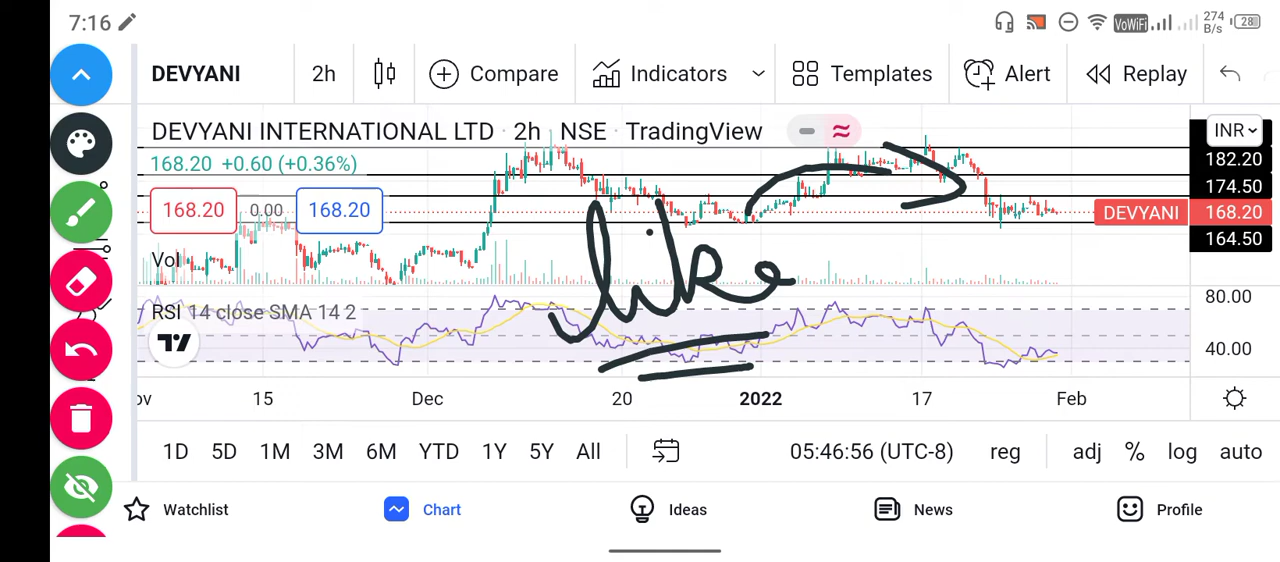 7:16 VoWiFi 274 B/s 28
DEVYANI 2h Compare Indicators Templates Alert Replay
DEVYANI INTERNATIONAL LTD · 2h · NSE · TradingView INR
182.20
168.20 +0.60 (+0.36%)
174.50
168.20 0.00 168.20 DEVYANI 168.20
164.50
Vol
like
80.00
RSI 14 close SMA 14 2
40.00
15 Dec 20 2022 17 Feb
1D 5D 1M 3M 6M YTD 1Y 5Y All 05:46:56 (UTC-8) reg adj % log auto
Watchlist Chart Ideas News Profile